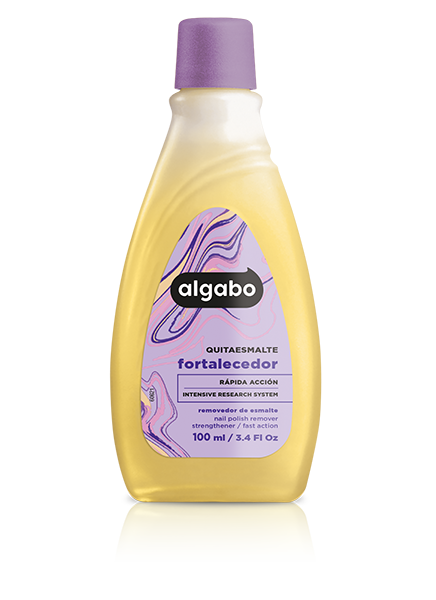 algabo
QUITAESMALTE
fortalecedor
RÁPIDA ACCIÓN
INTENSIVE RESEARCH SYSTEM
removedor de esmalte
nail polish remover
strengthener / fast action
100 ml / 3.4 Fl Oz